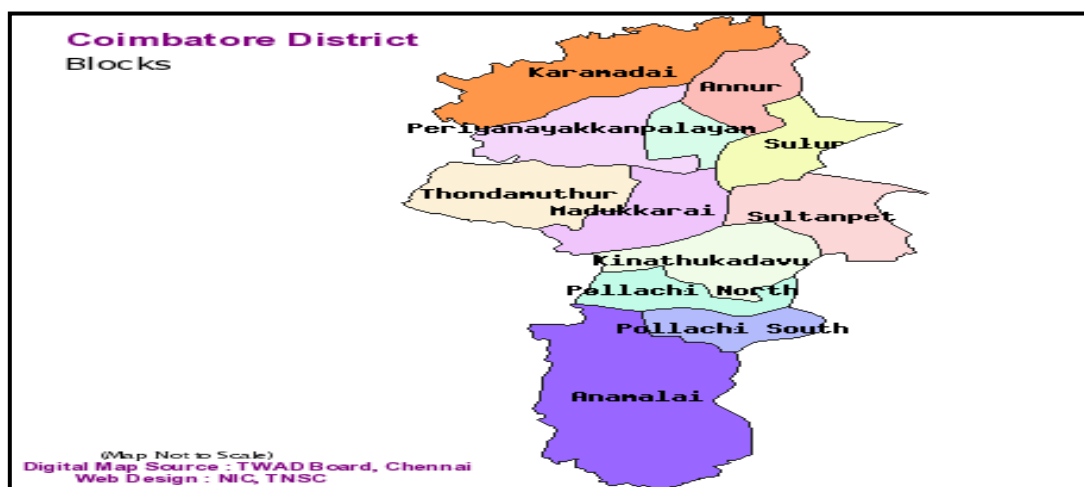 Coimbatore District
Blocks
Karamadai
Annur
Periyanayakkanpalayam
Sulur
Thondamuthur
Madukkarai
Sultanpet
Kinathukadavu
Pollachi North
Pollachi South
Anamalai
(Map Not to Scale)
Digital Map Source : TWAD Board, Chennai
Web Design : NIC, TNSC